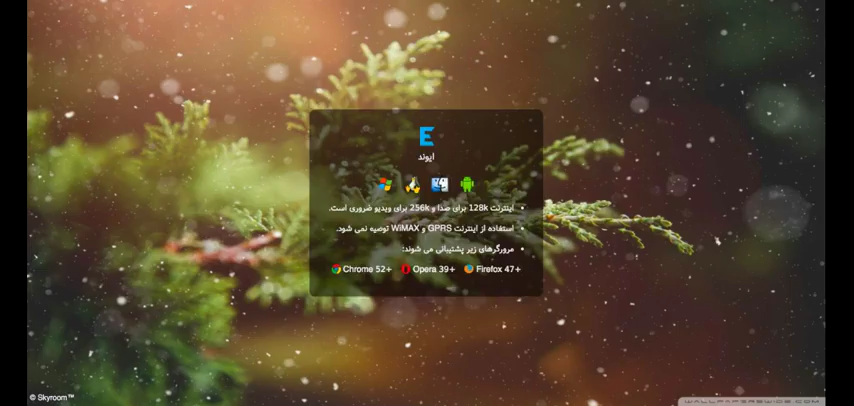 E
ایوند
اینترنت 128k برای صدا و 256k برای ویدیو ضروری است.
استفاده از اینترنت GPRS و WiMAX توصیه نمی شود.
مرورگرهای زیر پشتیبانی می شوند:
Chrome 52+ Opera 39+ Firefox 47+
© Skyroom™